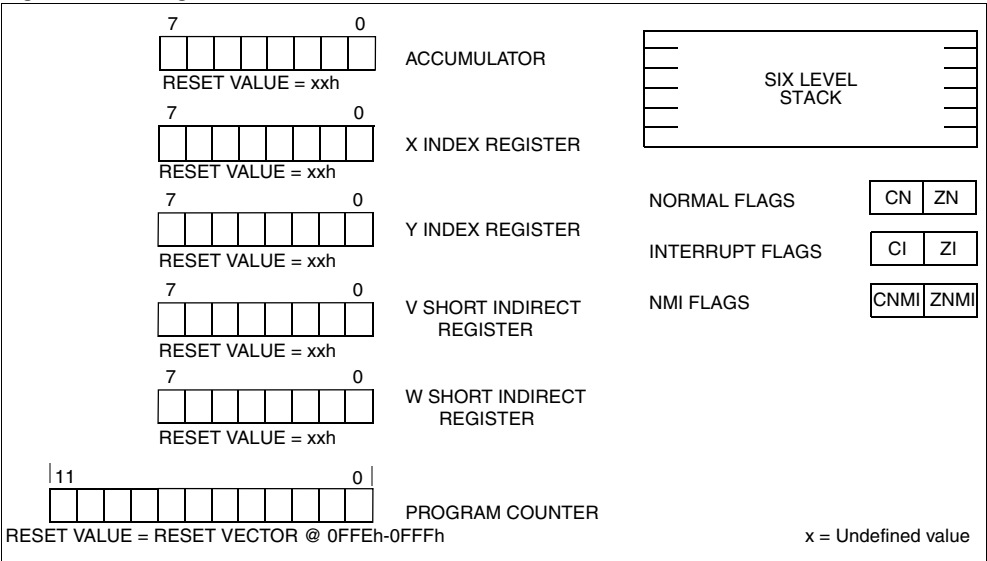 7 0
ACCUMULATOR
RESET VALUE = xxh
7 0
X INDEX REGISTER
RESET VALUE = xxh
7 0
Y INDEX REGISTER
RESET VALUE = xxh
7 0
V SHORT INDIRECT
REGISTER
RESET VALUE = xxh
7 0
W SHORT INDIRECT
REGISTER
RESET VALUE = xxh
11 0
PROGRAM COUNTER
RESET VALUE = RESET VECTOR @ 0FFEh-0FFFh
SIX LEVEL
STACK
NORMAL FLAGS CN ZN
INTERRUPT FLAGS CI ZI
NMI FLAGS CNMI ZNMI
x = Undefined value